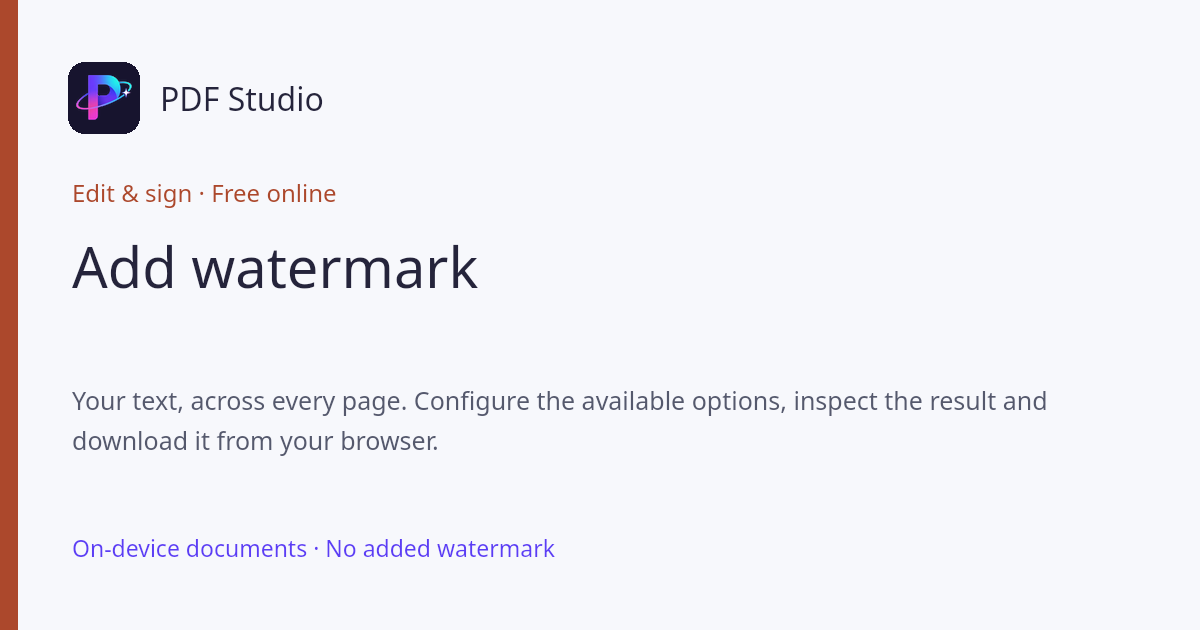 PDF Studio
Edit & sign · Free online
Add watermark
Your text, across every page. Configure the available options, inspect the result and
download it from your browser.
On-device documents · No added watermark